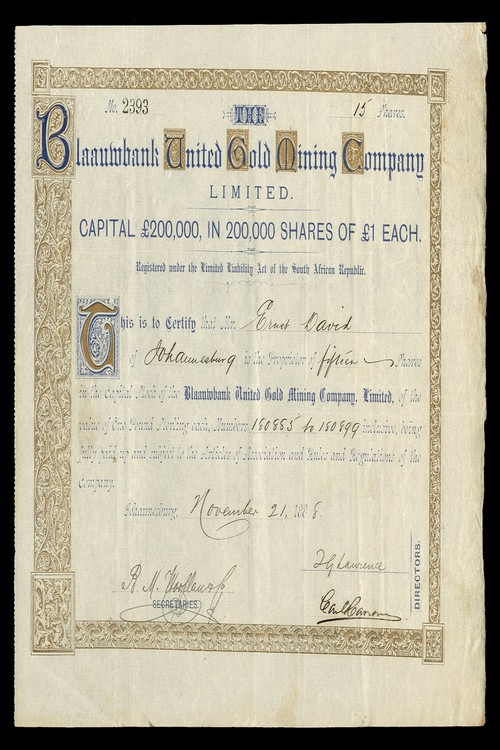 No. 2393 15 Shares.
THE
Blaauwbank United Gold Mining Company
LIMITED.
CAPITAL £200,000, IN 200,000 SHARES OF £1 EACH.
Registered under the Limited Liability Act of the South African Republic.
This is to Certify that Mr. Ernst David
of Johannesburg is the Proprietor of fifteen Shares
in the Capital Stock of the Blaauwbank United Gold Mining Company, Limited, of the
value of One Pound Sterling each, Numbers 180885 to 180899 inclusive, being
fully paid up and subject to the Articles of Association and Rules and Regulations of the
Company.
Johannesburg, November 21, 1888.
B. M.
SECRETARIES.
Lawrence
DIRECTORS.